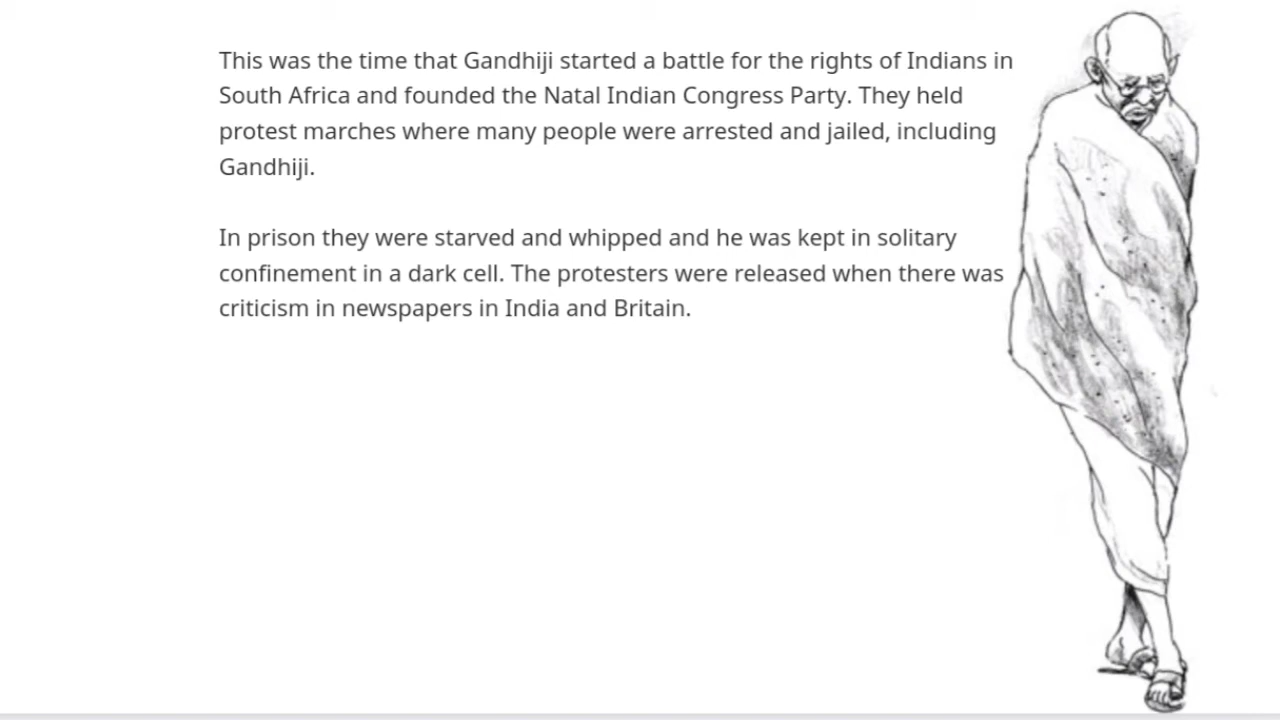 This was the time that Gandhiji started a battle for the rights of Indians in
South Africa and founded the Natal Indian Congress Party. They held
protest marches where many people were arrested and jailed, including
Gandhiji.
In prison they were starved and whipped and he was kept in solitary
confinement in a dark cell. The protesters were released when there was
criticism in newspapers in India and Britain.